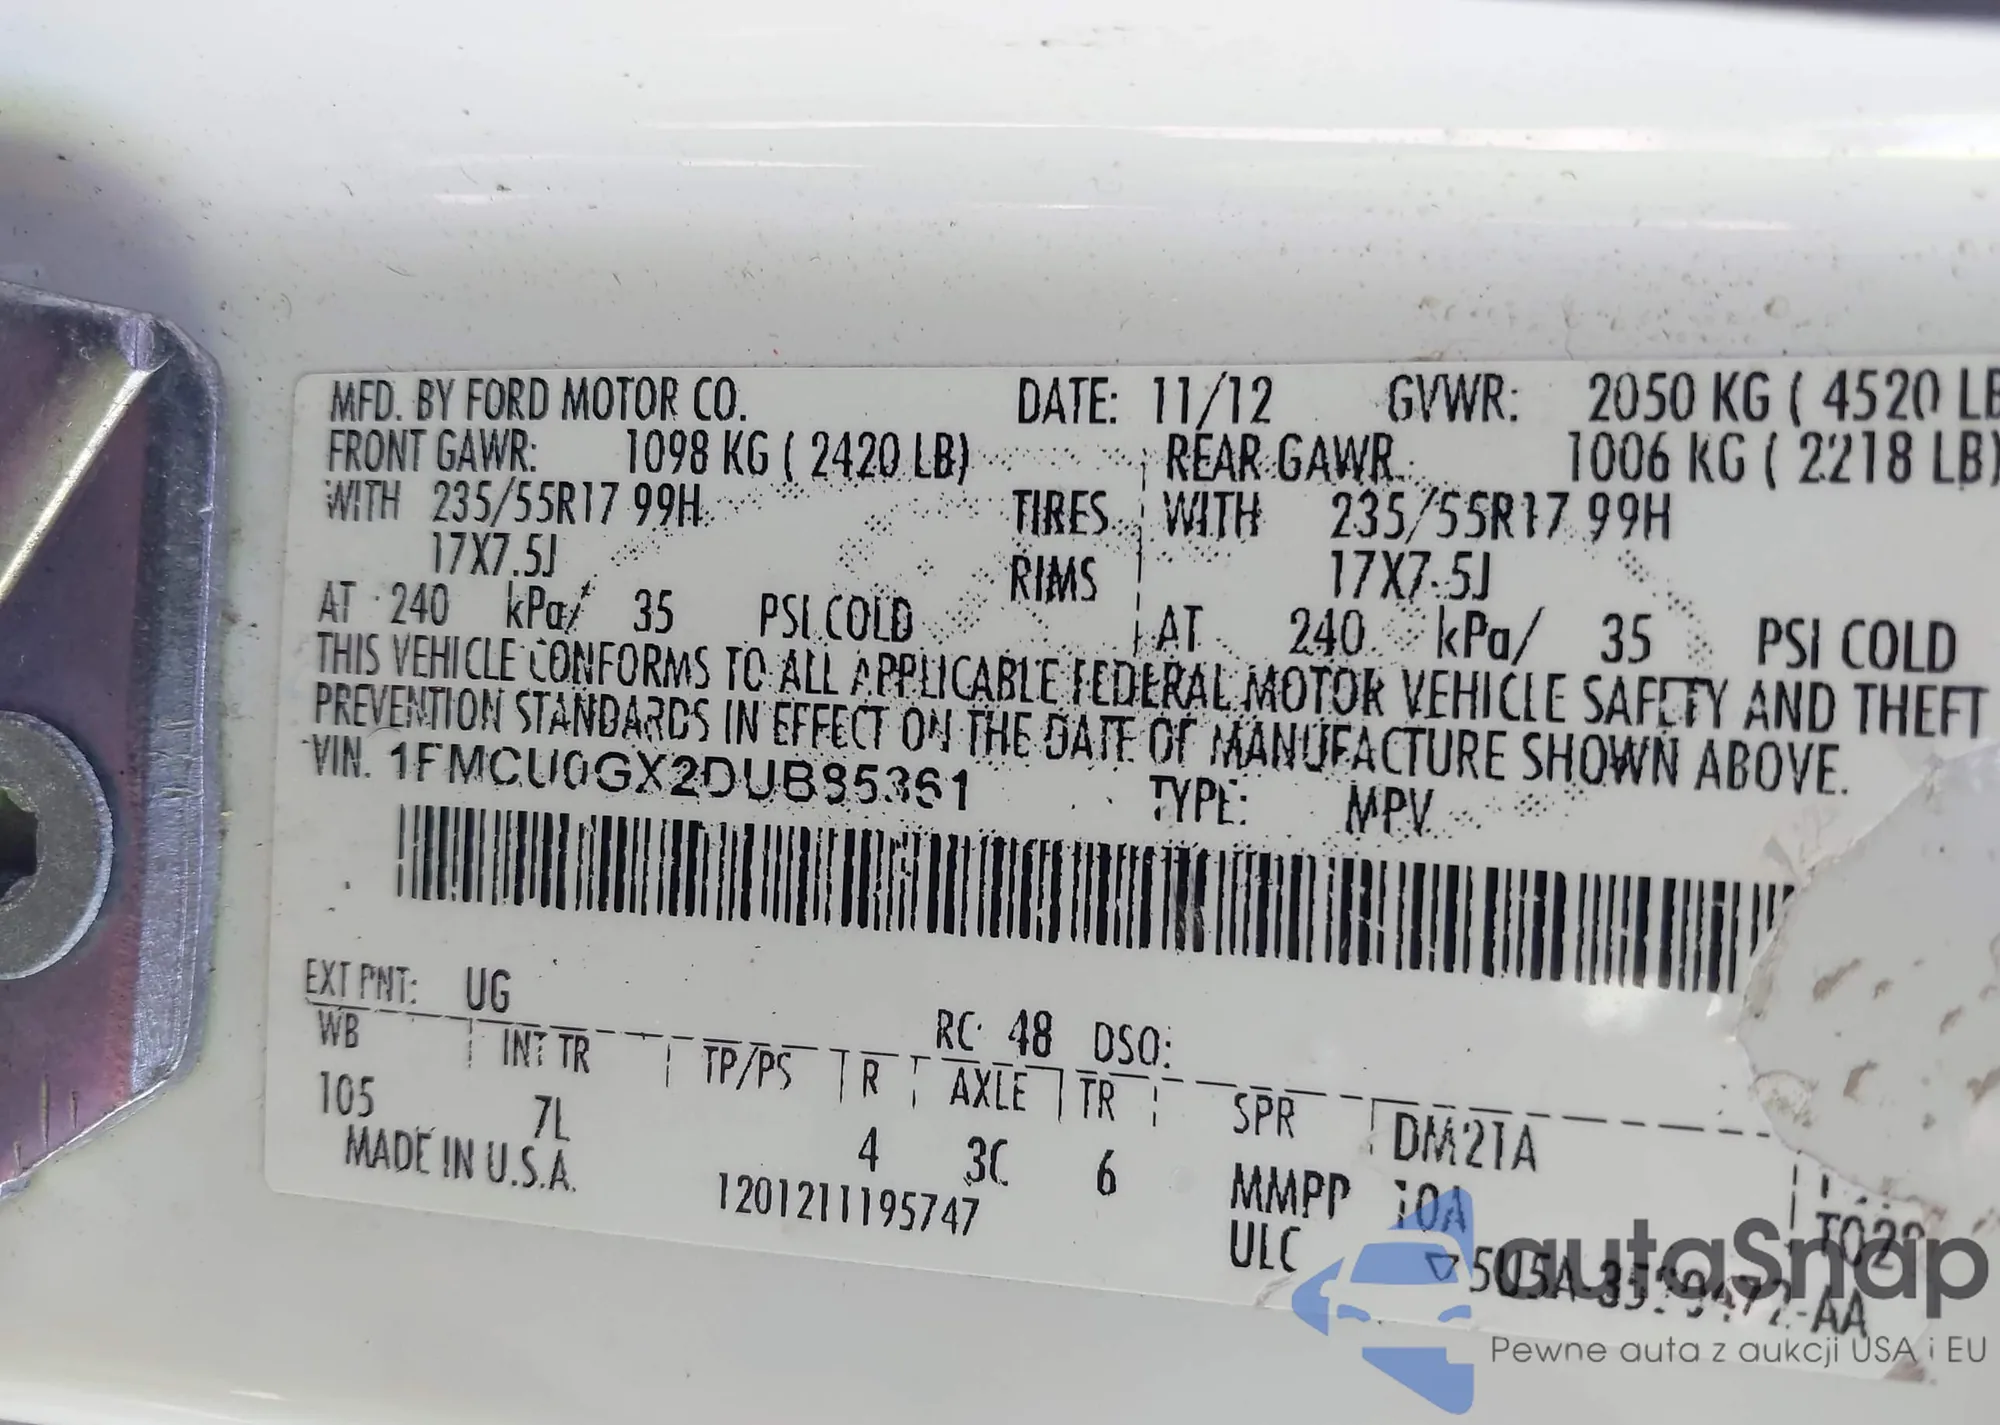 MFD. BY FORD MOTOR CO. DATE: 11/12 GVWR: 2050 KG ( 4520 LB
FRONT GAWR: 1098 KG ( 2420 LB) REAR GAWR: 1006 KG ( 2218 LB)
WITH 235/55R17 99H TIRES WITH 235/55R17 99H
17X7.5J RIMS 17X7.5J
AT 240 kPa/ 35 PSI COLD AT 240 kPa/ 35 PSI COLD
THIS VEHICLE CONFORMS TO ALL APPLICABLE FEDERAL MOTOR VEHICLE SAFETY AND THEFT
PREVENTION STANDARDS IN EFFECT ON THE DATE OF MANUFACTURE SHOWN ABOVE.
VIN: 1FMCU0GX2DUB85361 TYPE: MPV
EXT PNT: UG RC: 48 DSO:
WB INT TR TP/PS R AXLE TR SPR DM2TA
105 7L 4 3C 6 MMPP 10A
MADE IN U.S.A. 1201211195747 ULC
autaSnap
Pewne auta z aukcji USA i EU